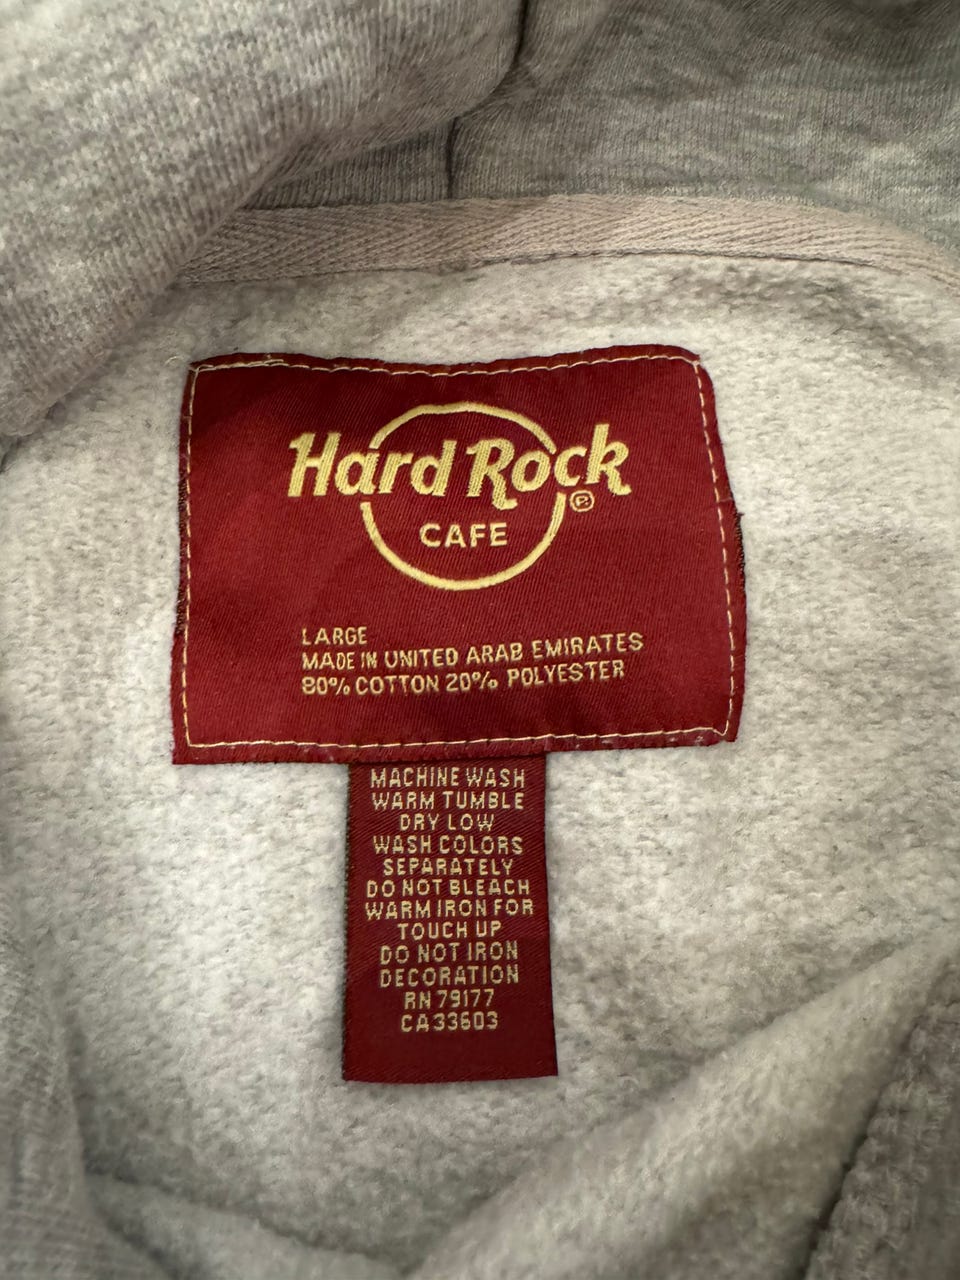 Hard Rock
®
CAFE
LARGE
MADE IN UNITED ARAB EMIRATES
80% COTTON 20% POLYESTER
MACHINE WASH
WARM TUMBLE
DRY LOW
WASH COLORS
SEPARATELY
DO NOT BLEACH
WARM IRON FOR
TOUCH UP
DO NOT IRON
DECORATION
RN 79177
CA33603